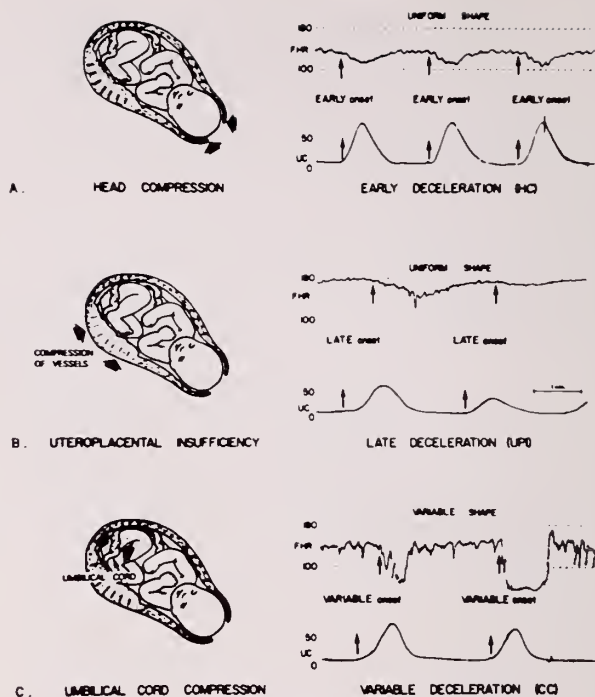 UNIFORM SHAPE
180
FHR
100
EARLY onset EARLY onset EARLY onset
50
UC
0
A. HEAD COMPRESSION EARLY DECELERATION (HC)
UNIFORM SHAPE
180
FHR
100
COMPRESSION
OF VESSELS
LATE onset LATE onset
50
UC
0
B. UTEROPLACENTAL INSUFFICIENCY LATE DECELERATION (UPI)
VARIABLE SHAPE
180
FHR
100
UMBILICAL CORD
VARIABLE onset VARIABLE onset
50
UC
0
C. UMBILICAL CORD COMPRESSION VARIABLE DECELERATION (CC)